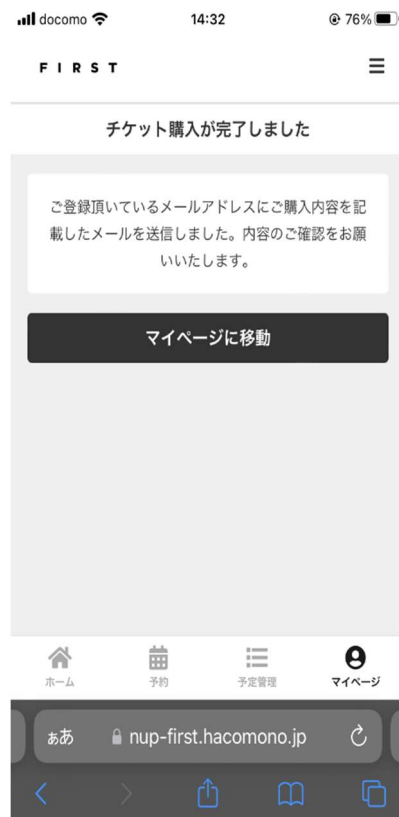 docomo 14:32 76%
FIRST
チケット購入が完了しました
ご登録頂いているメールアドレスにご購入内容を記
載したメールを送信しました。内容のご確認をお願
いいたします。
マイページに移動
ホーム 予約 予定管理 マイページ
ぁあ nup-first.hacomono.jp